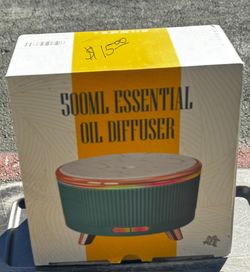 $15.00
500ML ESSENTIAL
OIL DIFFUSER